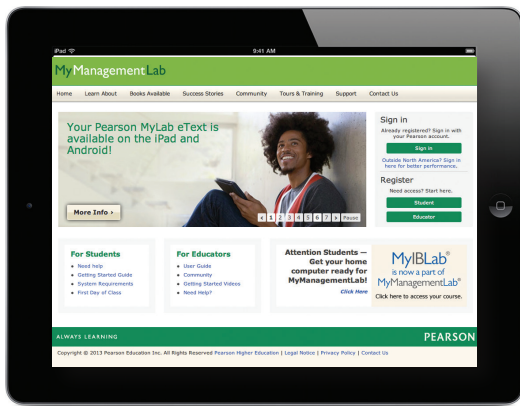 iPad
9:41 AM
MyManagementLab
Home Learn About Books Available Success Stories Community Tours & Training Support Contact Us
Your Pearson MyLab eText is
available on the iPad and
Android!
More Info ›
‹ 1 2 3 4 5 6 7 › Pause
Sign in
Already registered? Sign in with
your Pearson account.
Sign in
Outside North America? Sign in
here for better performance.
Register
Need access? Start here.
Student
Educator
For Students
• Need help?
• Getting Started Guide
• System Requirements
• First Day of Class
For Educators
• User Guide
• Community
• Getting Started Videos
• Need Help?
Attention Students —
Get your home
computer ready for
MyManagementLab!
Click Here
MyIBLab®
is now a part of
MyManagementLab®
Click here to access your course.
ALWAYS LEARNING
PEARSON
Copyright © 2013 Pearson Education Inc. All Rights Reserved Pearson Higher Education | Legal Notice | Privacy Policy | Contact Us